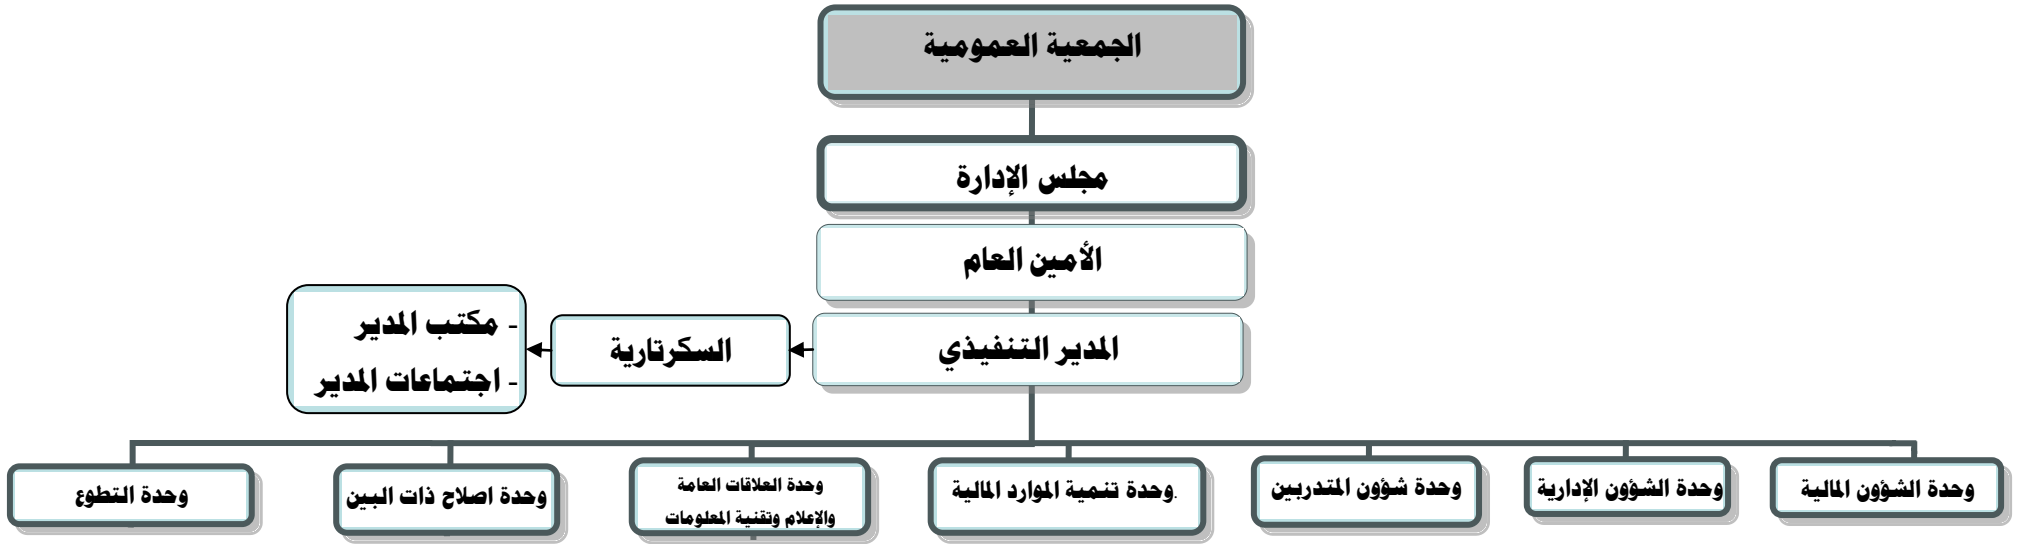 الجمعية العمومية
مجلس الإدارة
الأمين العام
المدير التنفيذي
السكرتارية
- مكتب المدير
- اجتماعات المدير
وحدة الشؤون المالية
وحدة الشؤون الإدارية
وحدة شؤون المتدربين
وحدة تنمية الموارد المالية.
وحدة العلاقات العامة
والإعلام وتقنية المعلومات
وحدة اصلاح ذات البين
وحدة التطوع